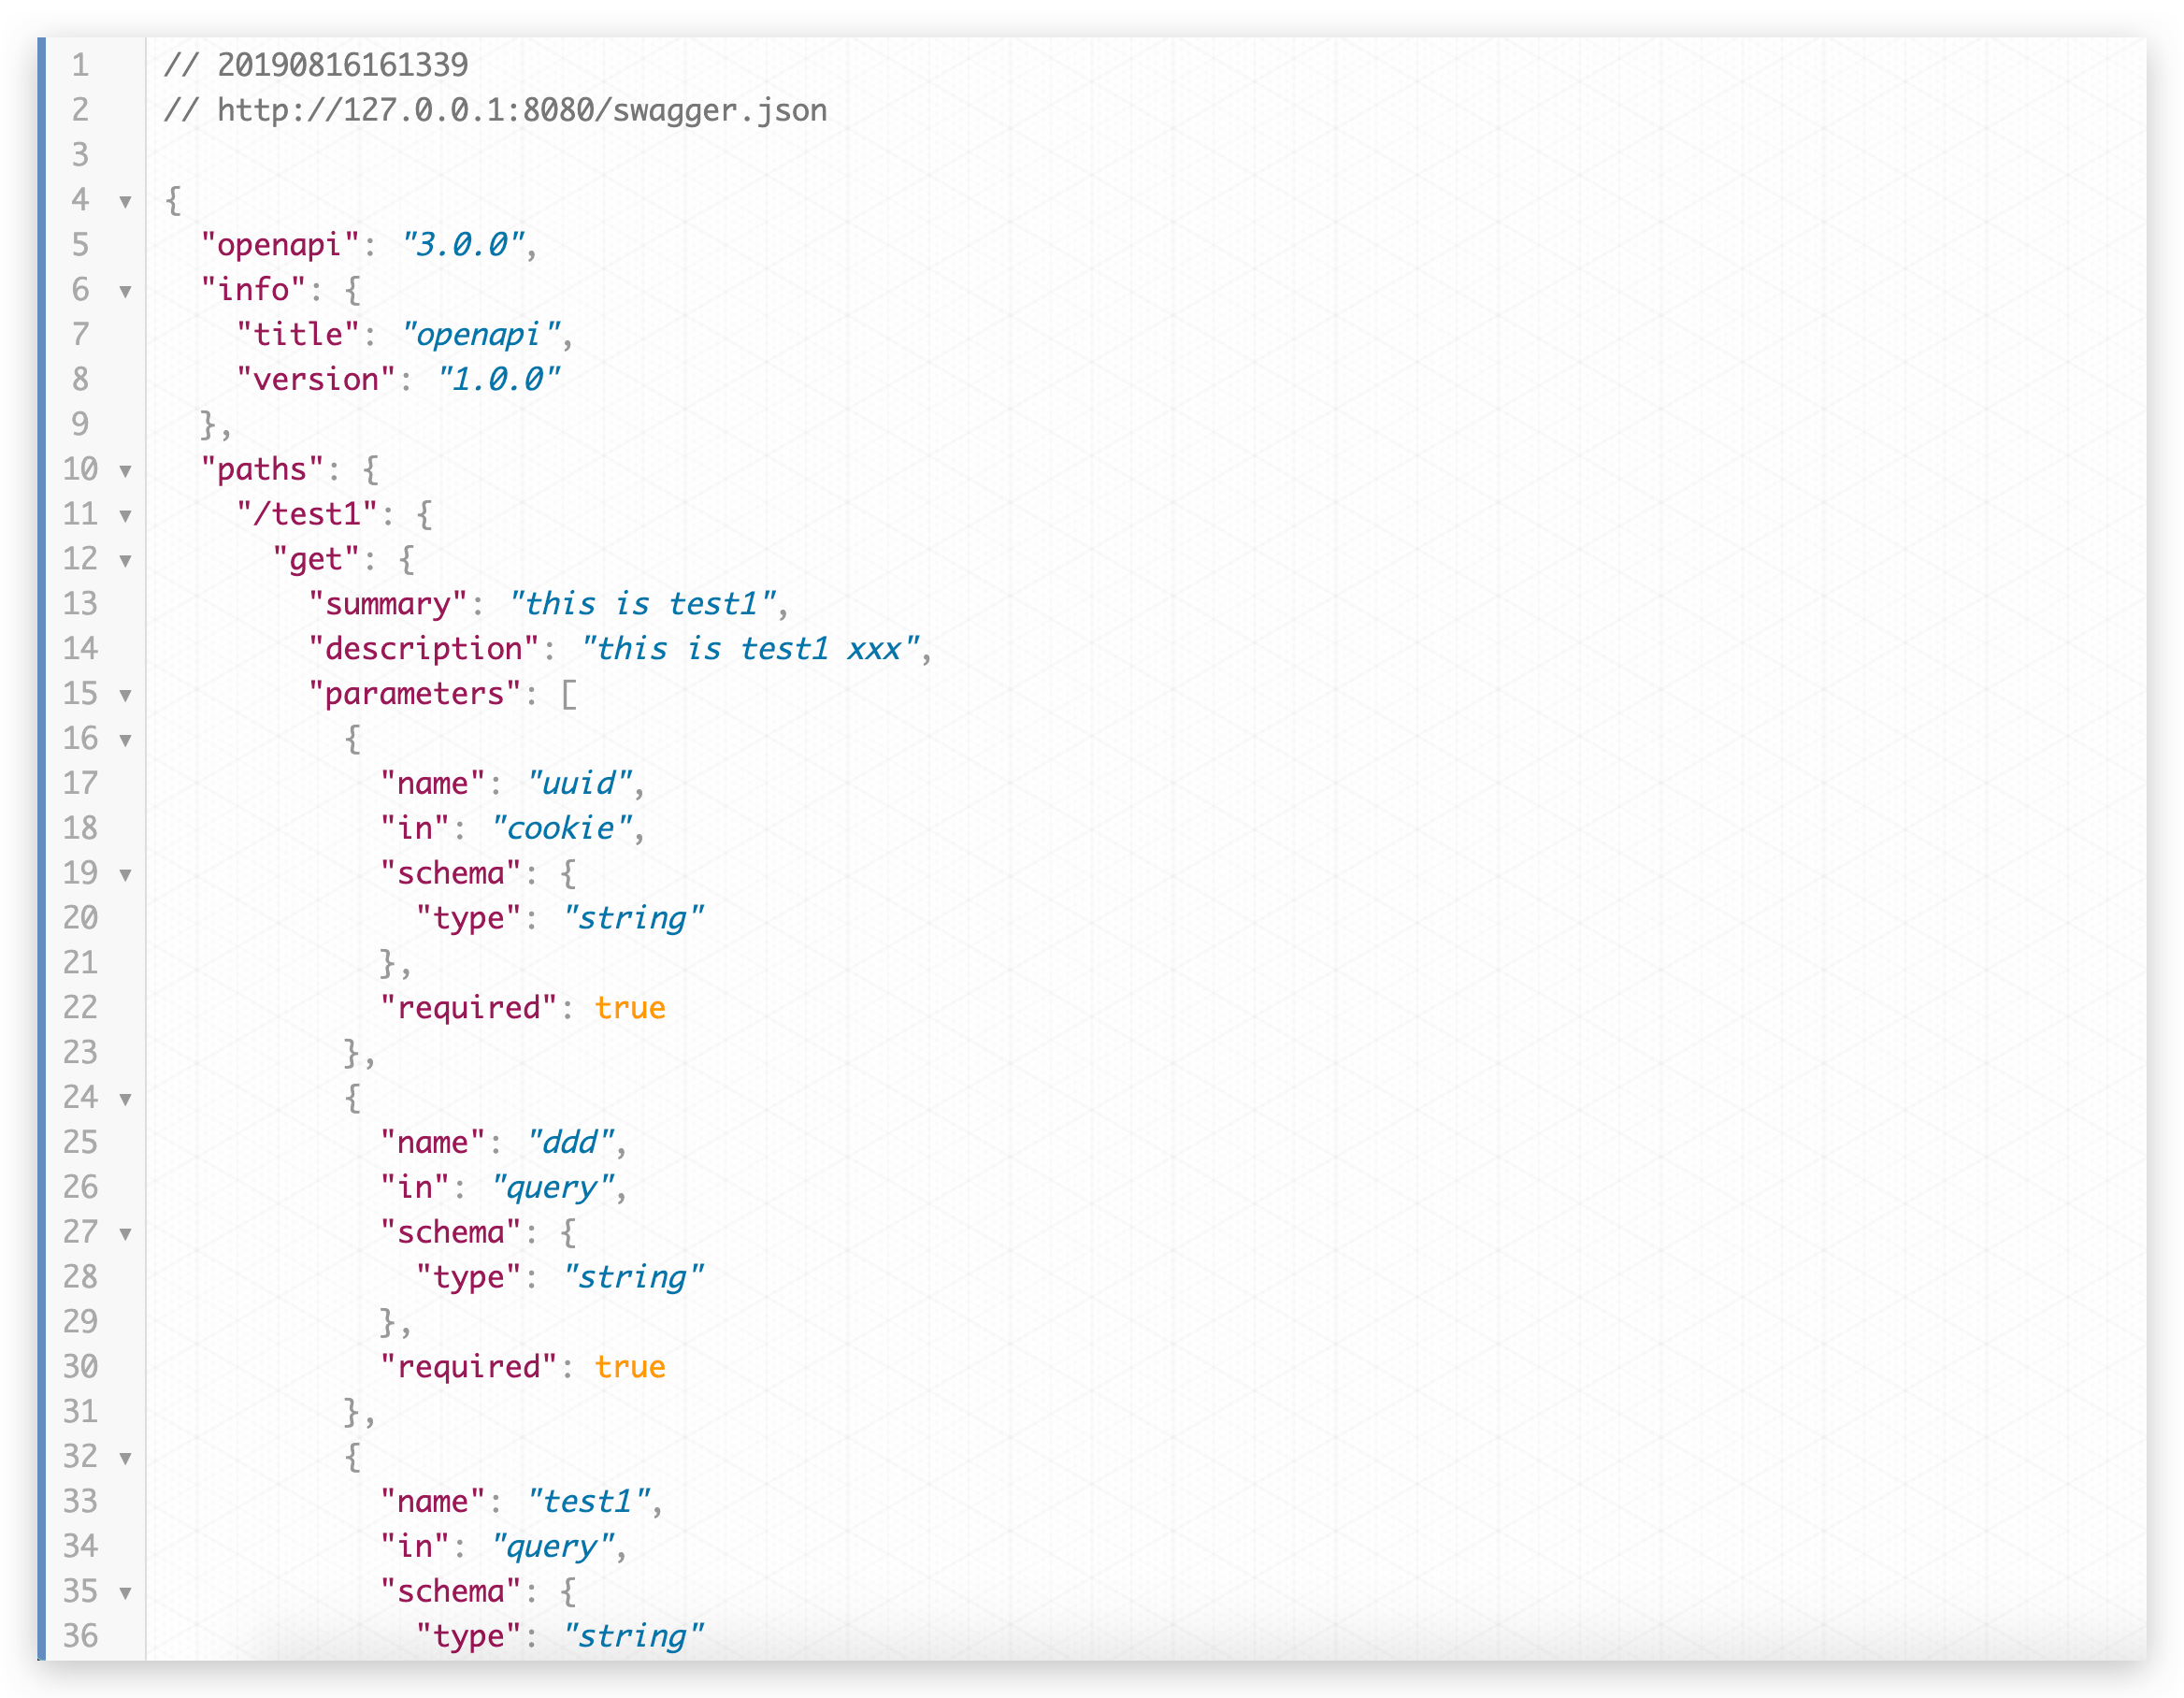 1 // 20190816161339
2 // http://127.0.0.1:8080/swagger.json
3
4 ▼ {
5 "openapi": "3.0.0",
6 ▼ "info": {
7 "title": "openapi",
8 "version": "1.0.0"
9 },
10 ▼ "paths": {
11 ▼ "/test1": {
12 ▼ "get": {
13 "summary": "this is test1",
14 "description": "this is test1 xxx",
15 ▼ "parameters": [
16 ▼ {
17 "name": "uuid",
18 "in": "cookie",
19 ▼ "schema": {
20 "type": "string"
21 },
22 "required": true
23 },
24 ▼ {
25 "name": "ddd",
26 "in": "query",
27 ▼ "schema": {
28 "type": "string"
29 },
30 "required": true
31 },
32 ▼ {
33 "name": "test1",
34 "in": "query",
35 ▼ "schema": {
36 "type": "string"